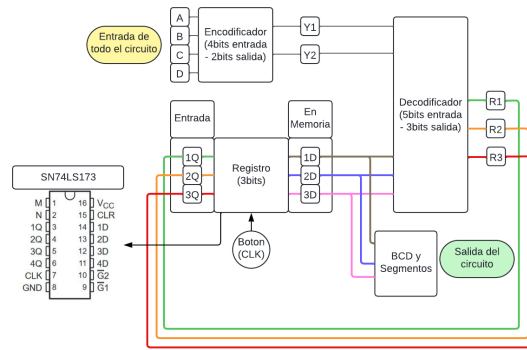 Entrada de
todo el circuito
A
B
C
D
Encodificador
(4bits entrada
- 2bits salida)
Y1
Y2
Decodificador
(5bits entrada
- 3bits salida)
R1
R2
R3
Entrada
En
Memoria
1Q
2Q
3Q
Registro
(3bits)
1D
2D
3D
Boton
(CLK)
BCD y
Segmentos
Salida del
circuito
SN74LS173
M 1 16 VCC
N 2 15 CLR
1Q 3 14 1D
2Q 4 13 2D
3Q 5 12 3D
4Q 6 11 4D
CLK 7 10 G̅2
GND 8 9 G̅1